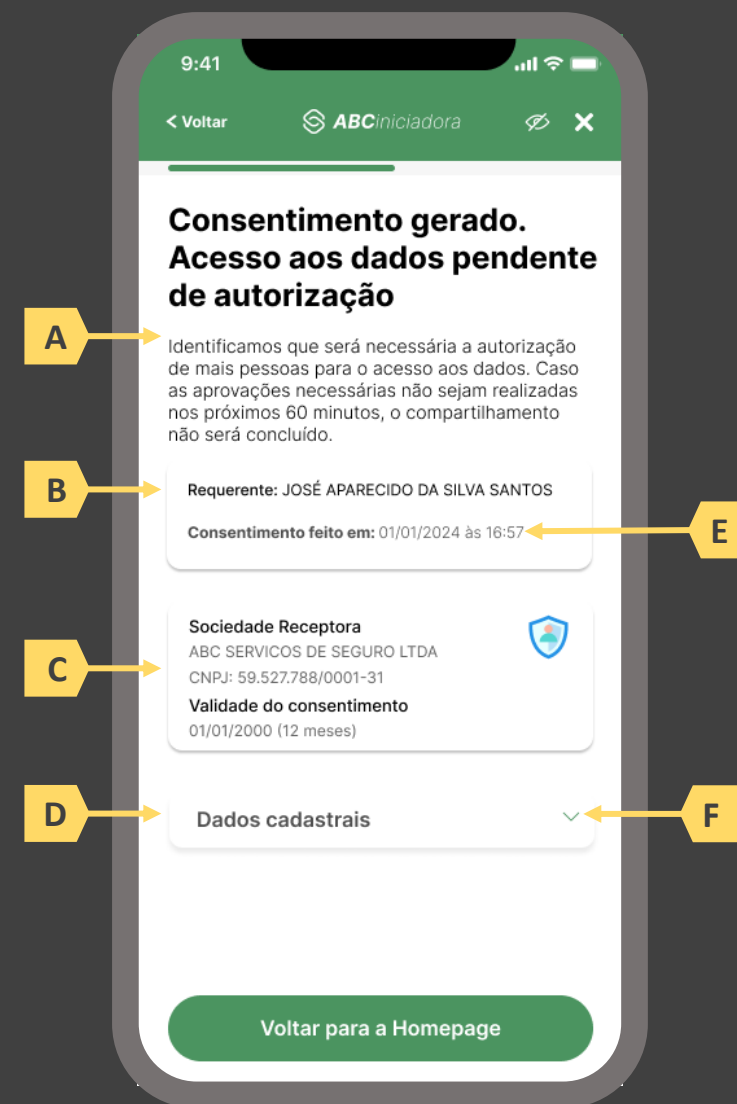 9:41
Voltar
ABCiniciadora
Consentimento gerado.
Acesso aos dados pendente
de autorização
A
Identificamos que será necessária a autorização
de mais pessoas para o acesso aos dados. Caso
as aprovações necessárias não sejam realizadas
nos próximos 60 minutos, o compartilhamento
não será concluído.
B
Requerente: JOSÉ APARECIDO DA SILVA SANTOS
Consentimento feito em: 01/01/2024 às 16:57
E
Sociedade Receptora
ABC SERVICOS DE SEGURO LTDA
C
CNPJ: 59.527.788/0001-31
Validade do consentimento
01/01/2000 (12 meses)
D
Dados cadastrais
F
Voltar para a Homepage